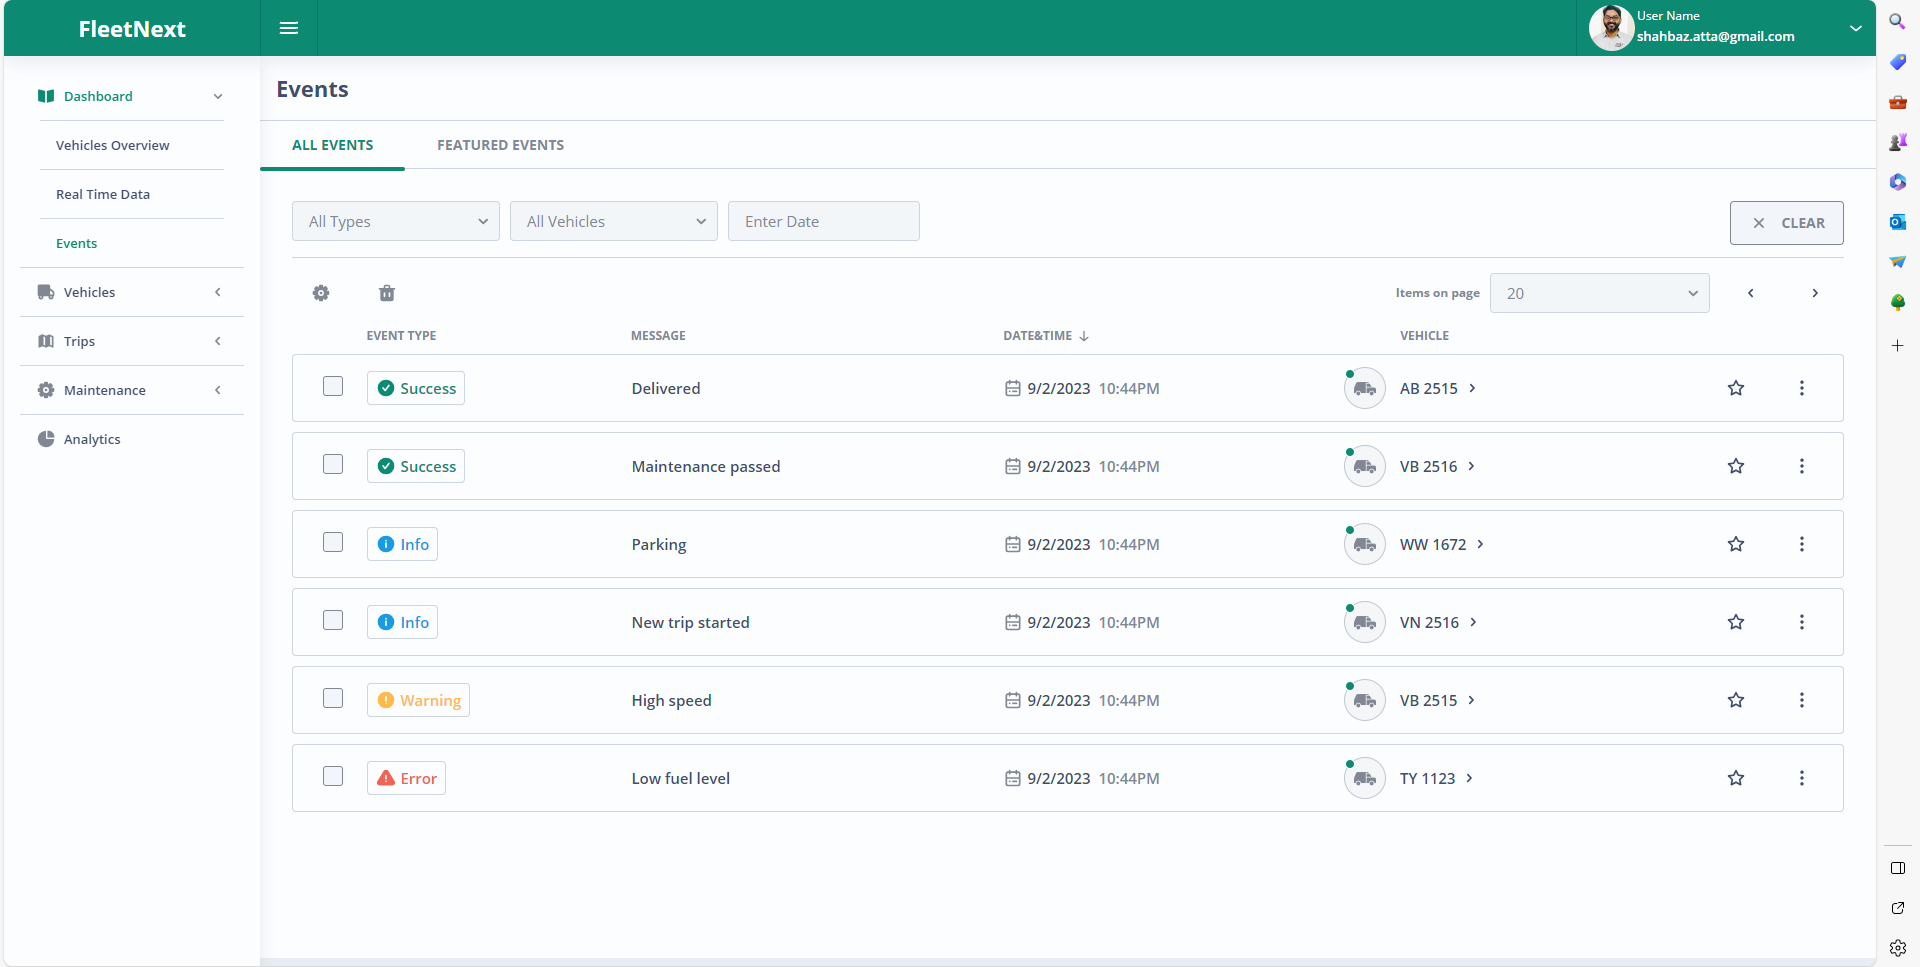 FleetNext
User Name
shahbaz.atta@gmail.com
Dashboard
Vehicles Overview
Real Time Data
Events
Vehicles
Trips
Maintenance
Analytics
Events
ALL EVENTS FEATURED EVENTS
All Types All Vehicles Enter Date CLEAR
Items on page 20
EVENT TYPE MESSAGE DATE&TIME VEHICLE
Success Delivered 9/2/2023 10:44PM AB 2515
Success Maintenance passed 9/2/2023 10:44PM VB 2516
Info Parking 9/2/2023 10:44PM WW 1672
Info New trip started 9/2/2023 10:44PM VN 2516
Warning High speed 9/2/2023 10:44PM VB 2515
Error Low fuel level 9/2/2023 10:44PM TY 1123